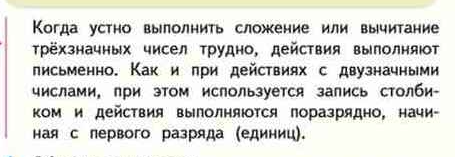 Когда устно выполнить сложение или вычитание
трёхзначных чисел трудно, действия выполняют
письменно. Как и при действиях с двузначными
числами, при этом используется запись столби-
ком и действия выполняются поразрядно, начи-
ная с первого разряда (единиц).